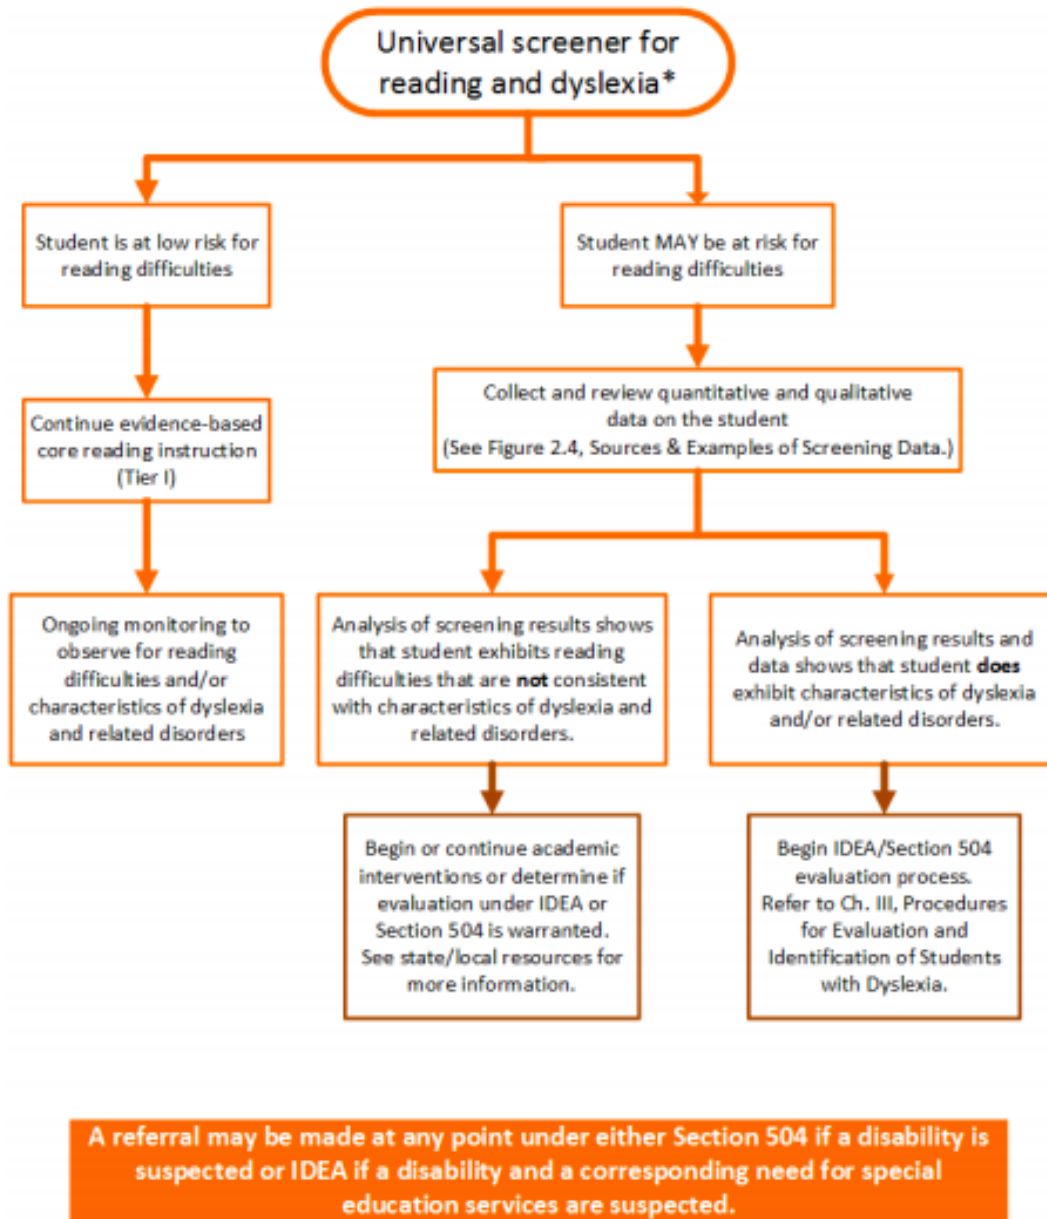 Universal screener for
reading and dyslexia*
Student is at low risk for
reading difficulties
Student MAY be at risk for
reading difficulties
Continue evidence-based
core reading instruction
(Tier I)
Collect and review quantitative and qualitative
data on the student
(See Figure 2.4, Sources & Examples of Screening Data.)
Ongoing monitoring to
observe for reading
difficulties and/or
characteristics of dyslexia
and related disorders
Analysis of screening results shows
that student exhibits reading
difficulties that are not consistent
with characteristics of dyslexia and
related disorders.
Analysis of screening results and
data shows that student does
exhibit characteristics of dyslexia
and/or related disorders.
Begin or continue academic
interventions or determine if
evaluation under IDEA or
Section 504 is warranted.
See state/local resources for
more information.
Begin IDEA/Section 504
evaluation process.
Refer to Ch. III, Procedures
for Evaluation and
Identification of Students
with Dyslexia.
A referral may be made at any point under either Section 504 if a disability is
suspected or IDEA if a disability and a corresponding need for special
education services are suspected.